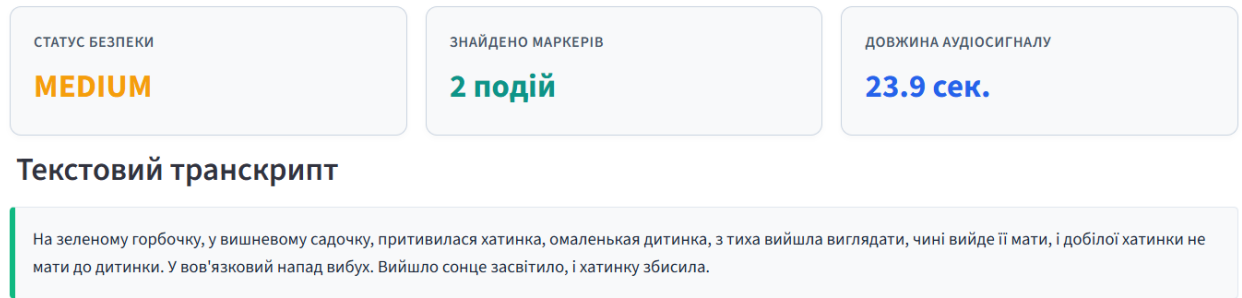 СТАТУС БЕЗПЕКИ
MEDIUM
ЗНАЙДЕНО МАРКЕРІВ
2 подій
ДОВЖИНА АУДІОСИГНАЛУ
23.9 сек.
Текстовий транскрипт
На зеленому горбочку, у вишневому садочку, притивилася хатинка, омаленькая дитинка, з тиха вийшла виглядати, чині вийде її мати, і добілої хатинки не
мати до дитинки. У вов'язковий напад вибух. Вийшло сонце засвітило, і хатинку збисила.